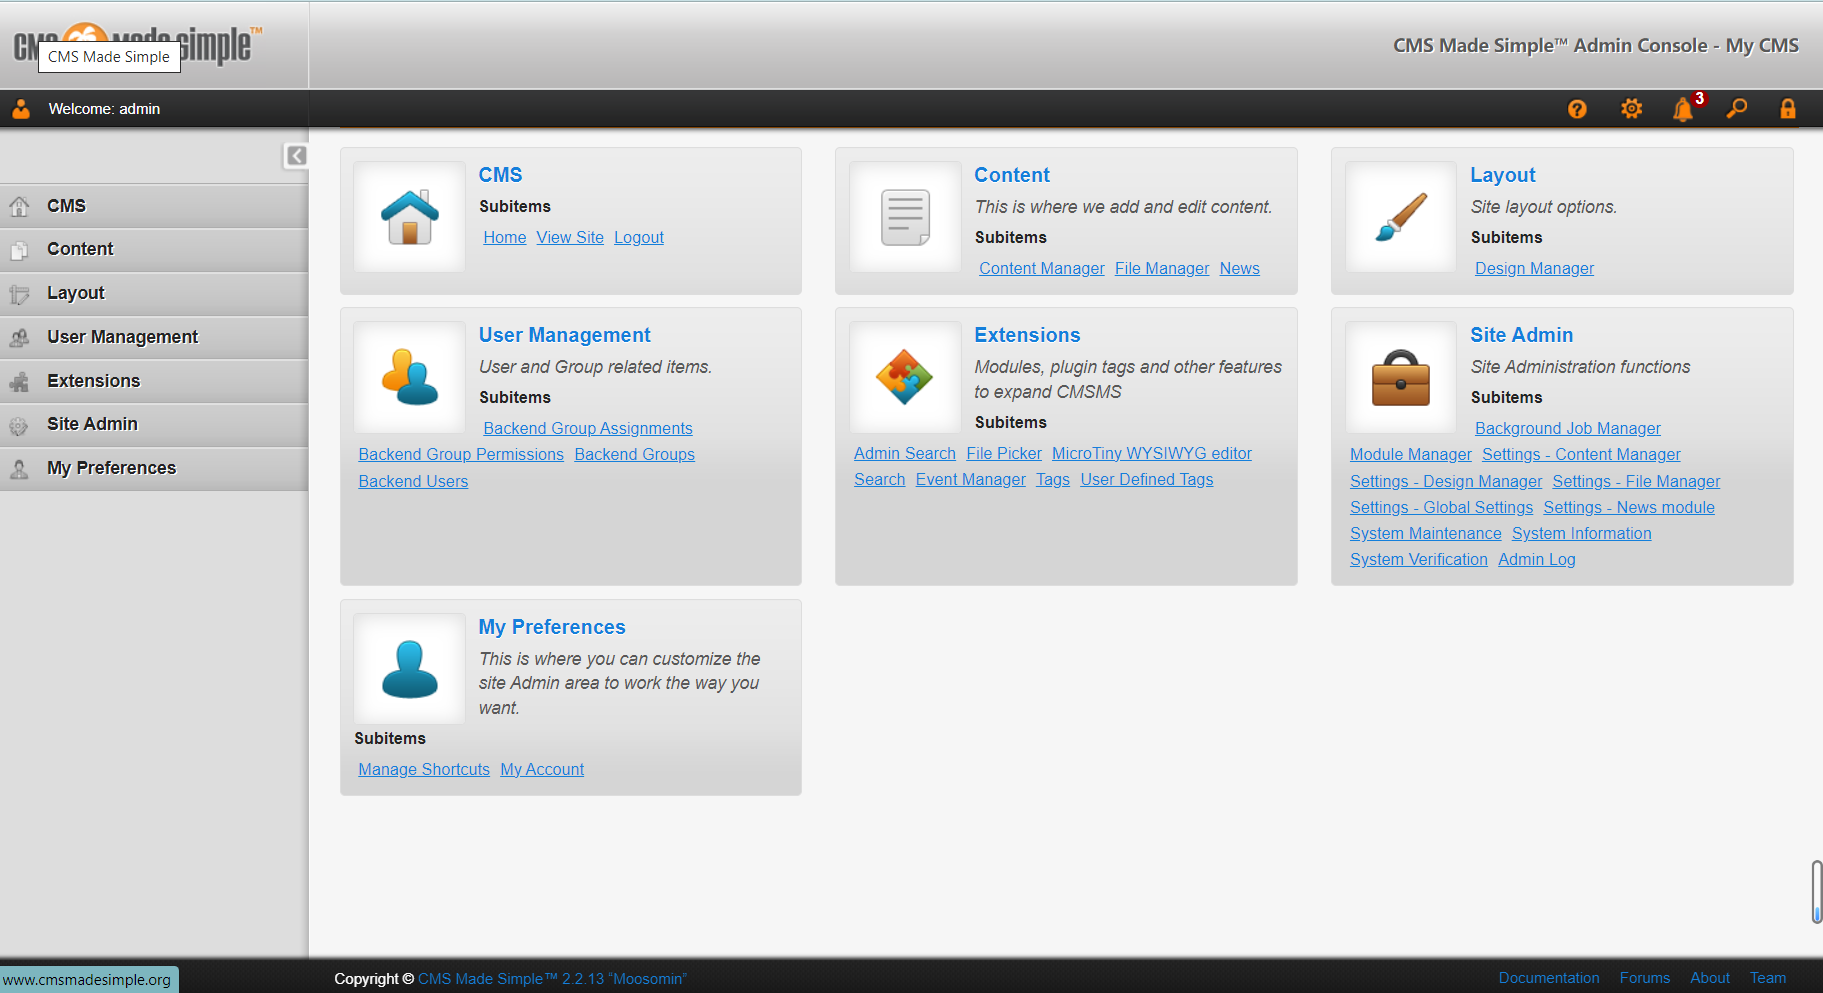 CMS made simple™
CMS Made Simple
CMS Made Simple™ Admin Console - My CMS
Welcome: admin
3
CMS
Content
Layout
User Management
Extensions
Site Admin
My Preferences
CMS
Subitems
Home View Site Logout
Content
This is where we add and edit content.
Subitems
Content Manager File Manager News
Layout
Site layout options.
Subitems
Design Manager
User Management
User and Group related items.
Subitems
Backend Group Assignments
Backend Group Permissions Backend Groups
Backend Users
Extensions
Modules, plugin tags and other features
to expand CMSMS
Subitems
Admin Search File Picker MicroTiny WYSIWYG editor
Search Event Manager Tags User Defined Tags
Site Admin
Site Administration functions
Subitems
Background Job Manager
Module Manager Settings - Content Manager
Settings - Design Manager Settings - File Manager
Settings - Global Settings Settings - News module
System Maintenance System Information
System Verification Admin Log
My Preferences
This is where you can customize the
site Admin area to work the way you
want.
Subitems
Manage Shortcuts My Account
www.cmsmadesimple.org
Copyright © CMS Made Simple™ 2.2.13 “Moosomin”
Documentation Forums About Team